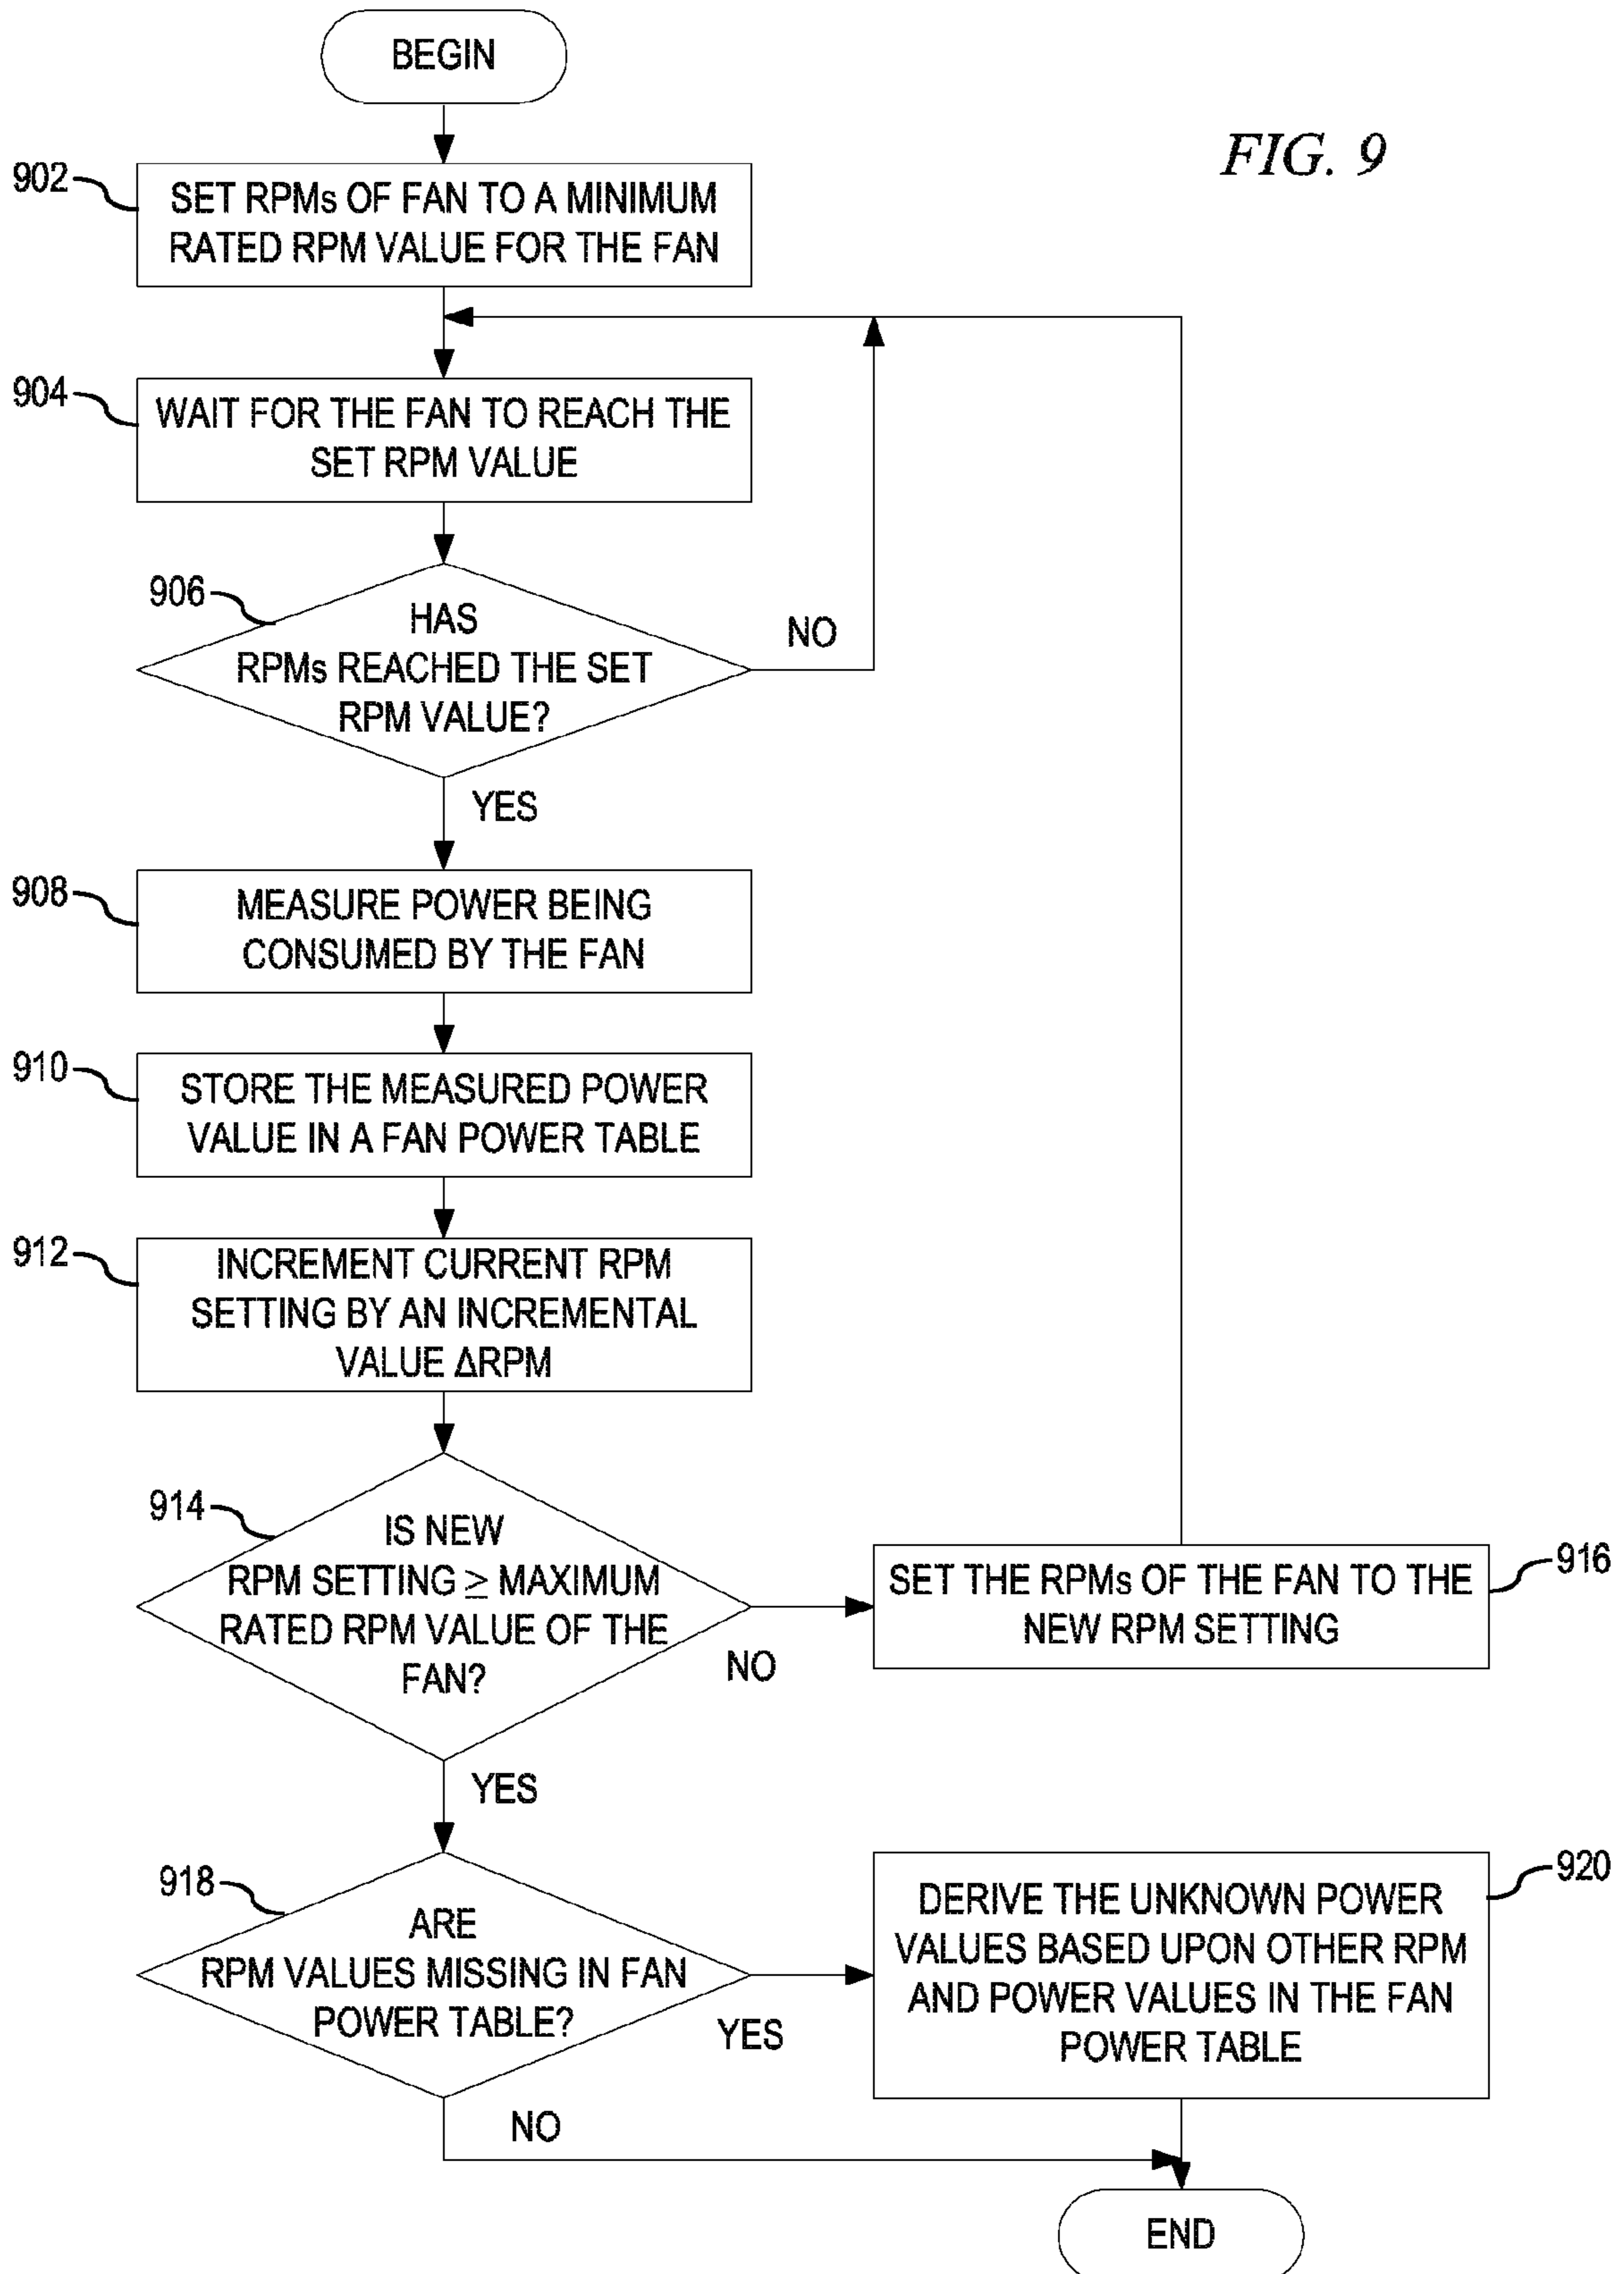 BEGIN
FIG. 9
902
SET RPMs OF FAN TO A MINIMUM
RATED RPM VALUE FOR THE FAN
904
WAIT FOR THE FAN TO REACH THE
SET RPM VALUE
906
HAS
RPMs REACHED THE SET
RPM VALUE?
NO
YES
908
MEASURE POWER BEING
CONSUMED BY THE FAN
910
STORE THE MEASURED POWER
VALUE IN A FAN POWER TABLE
912
INCREMENT CURRENT RPM
SETTING BY AN INCREMENTAL
VALUE ΔRPM
914
IS NEW
RPM SETTING ≥ MAXIMUM
RATED RPM VALUE OF THE
FAN?
NO
916
SET THE RPMs OF THE FAN TO THE
NEW RPM SETTING
YES
918
ARE
RPM VALUES MISSING IN FAN
POWER TABLE?
YES
920
DERIVE THE UNKNOWN POWER
VALUES BASED UPON OTHER RPM
AND POWER VALUES IN THE FAN
POWER TABLE
NO
END